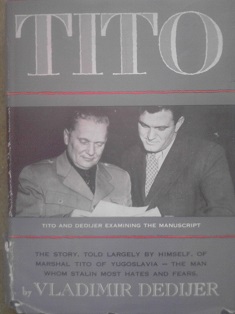 TITO
TITO AND DEDIJER EXAMINING THE MANUSCRIPT
THE STORY, TOLD LARGELY BY HIMSELF, OF
MARSHAL TITO OF YUGOSLAVIA — THE MAN
WHOM STALIN MOST HATES AND FEARS.
by VLADIMIR DEDIJER